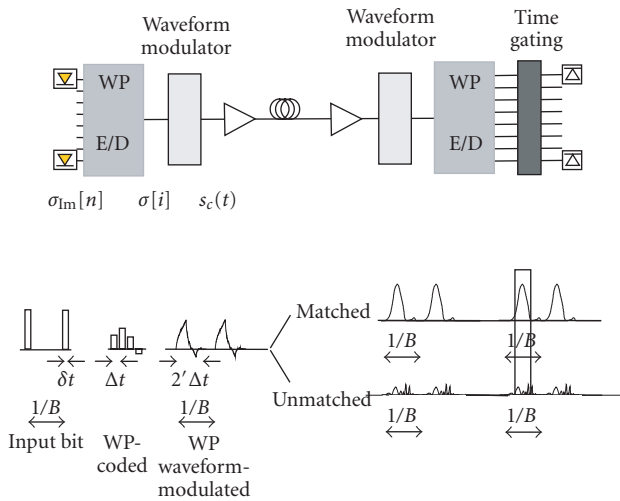 Waveform
modulator
Waveform
modulator
Time
gating
WP
E/D
WP
E/D
σIm[n]
σ[i]
sc(t)
Matched
Unmatched
δt
Δt
2′ Δt
1/B
1/B
1/B
1/B
1/B
1/B
Input bit
WP-
coded
WP
waveform-
modulated